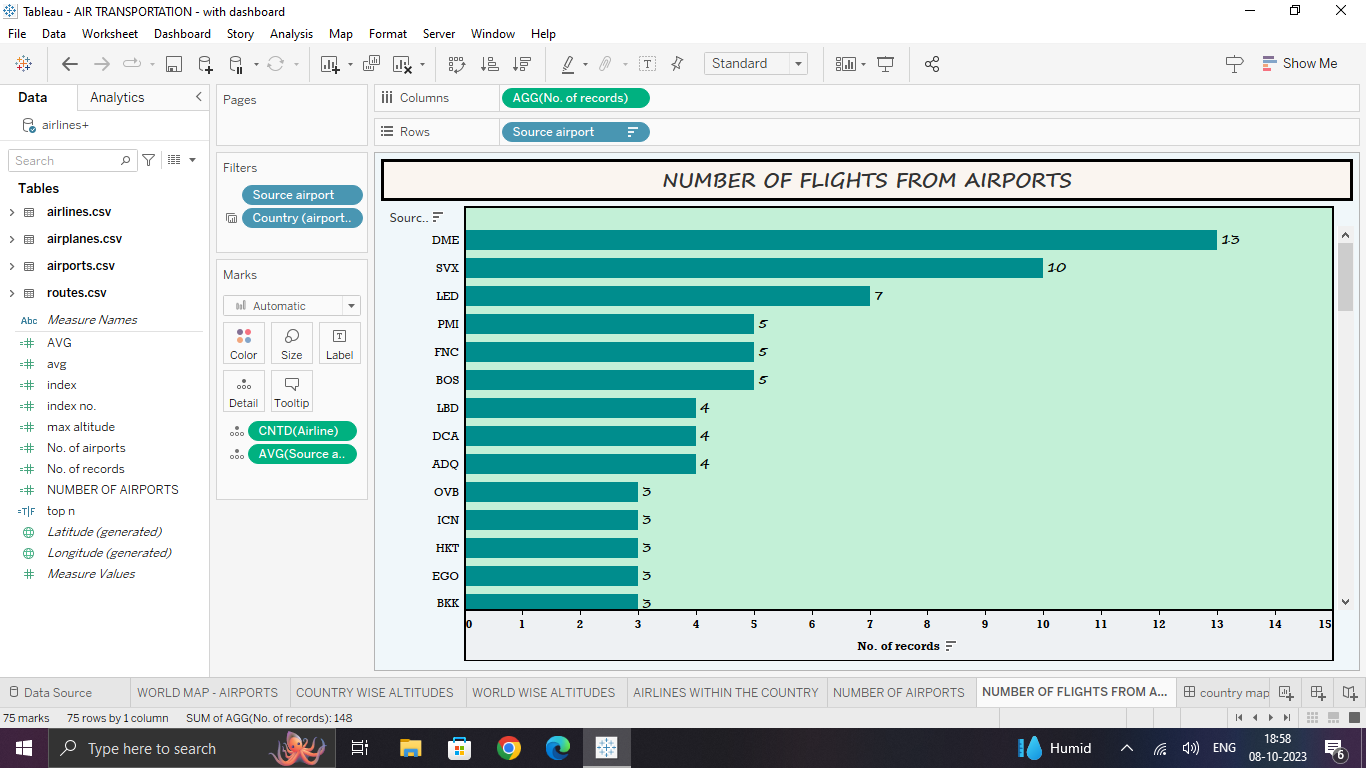 Tableau - AIR TRANSPORTATION - with dashboard
File Data Worksheet Dashboard Story Analysis Map Format Server Window Help
Standard
Show Me
Data Analytics
airlines+
Search
Tables
airlines.csv
airplanes.csv
airports.csv
routes.csv
Abc Measure Names
AVG
avg
index
index no.
max altitude
No. of airports
No. of records
NUMBER OF AIRPORTS
=T|F top n
Latitude (generated)
Longitude (generated)
Measure Values
Pages
Filters
Source airport
Country (airport..
Marks
Automatic
Color Size Label
Detail Tooltip
CNTD(Airline)
AVG(Source a..
Columns AGG(No. of records)
Rows Source airport
NUMBER OF FLIGHTS FROM AIRPORTS
Sourc..
DME 13
SVX 10
LED 7
PMI 5
FNC 5
BOS 5
LBD 4
DCA 4
ADQ 4
OVB 3
ICN 3
HKT 3
EGO 3
BKK 3
0 1 2 3 4 5 6 7 8 9 10 11 12 13 14 15
No. of records
Data Source WORLD MAP - AIRPORTS COUNTRY WISE ALTITUDES WORLD WISE ALTITUDES AIRLINES WITHIN THE COUNTRY NUMBER OF AIRPORTS NUMBER OF FLIGHTS FROM A... country map
75 marks 75 rows by 1 column SUM of AGG(No. of records): 148
Type here to search
Humid
ENG
18:58
08-10-2023
6